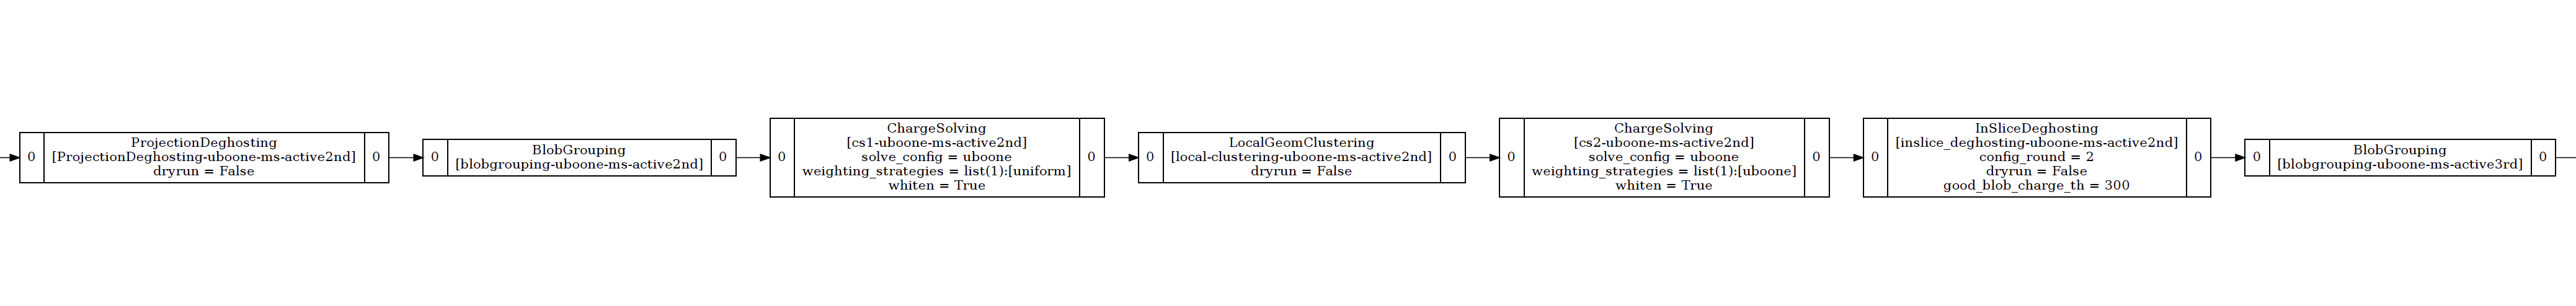 0
ProjectionDeghosting
[ProjectionDeghosting-uboone-ms-active2nd]
dryrun = False
0
0
BlobGrouping
[blobgrouping-uboone-ms-active2nd]
0
0
ChargeSolving
[cs1-uboone-ms-active2nd]
solve_config = uboone
weighting_strategies = list(1):[uniform]
whiten = True
0
0
LocalGeomClustering
[local-clustering-uboone-ms-active2nd]
dryrun = False
0
0
ChargeSolving
[cs2-uboone-ms-active2nd]
solve_config = uboone
weighting_strategies = list(1):[uboone]
whiten = True
0
0
InSliceDeghosting
[inslice_deghosting-uboone-ms-active2nd]
config_round = 2
dryrun = False
good_blob_charge_th = 300
0
0
BlobGrouping
[blobgrouping-uboone-ms-active3rd]
0